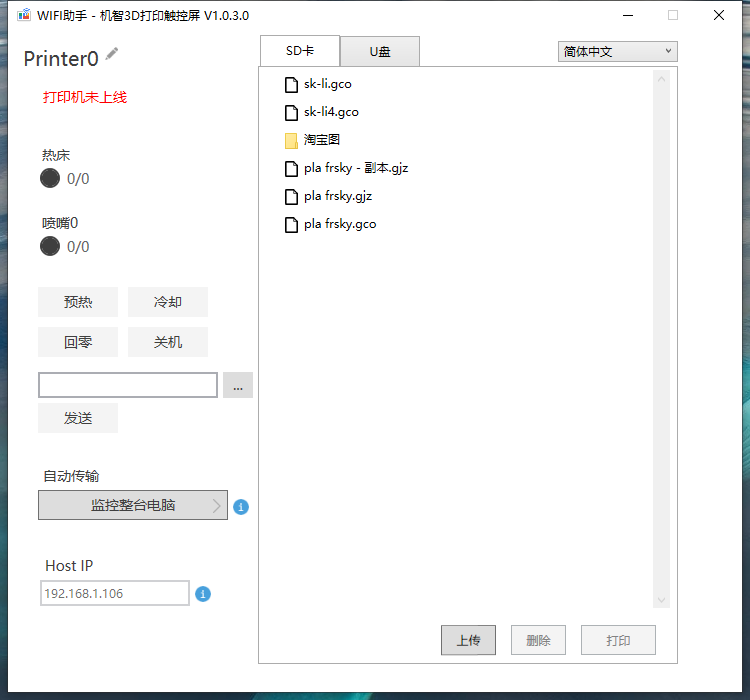 WIFI助手 - 机智3D打印触控屏 V1.0.3.0
Printer0
打印机未上线
热床
0/0
喷嘴0
0/0
预热
冷却
回零
关机
...
发送
自动传输
监控整台电脑
Host IP
192.168.1.106
SD卡
U盘
简体中文
sk-li.gco
sk-li4.gco
淘宝图
pla frsky - 副本.gjz
pla frsky.gjz
pla frsky.gco
上传
删除
打印